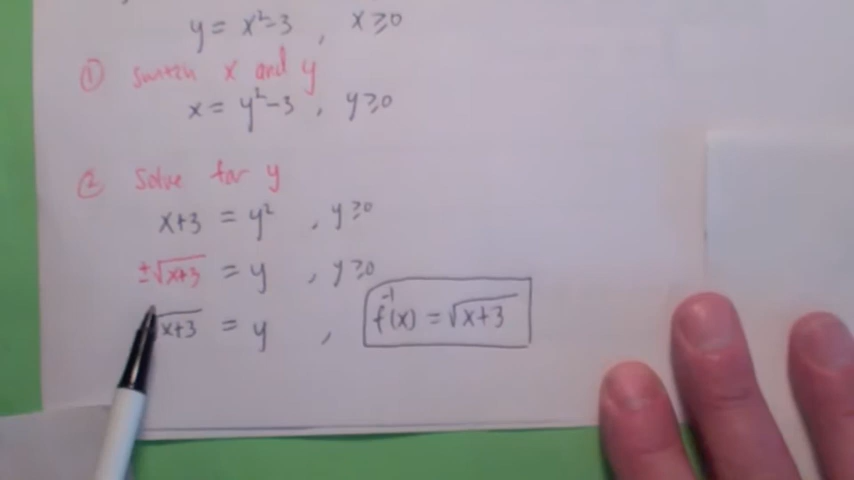 y = x²-3 , x ≥ 0
① switch x and y
x = y²-3 , y ≥ 0
② Solve for y
x+3 = y² , y ≥ 0
±√x+3 = y , y ≥ 0
√x+3 = y , f⁻¹(x) = √x+3